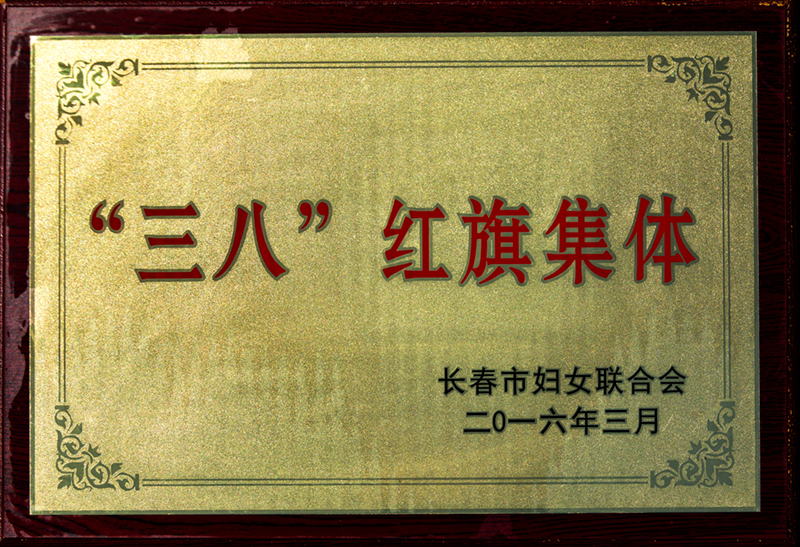 “三八”红旗集体
长春市妇女联合会
二0一六年三月